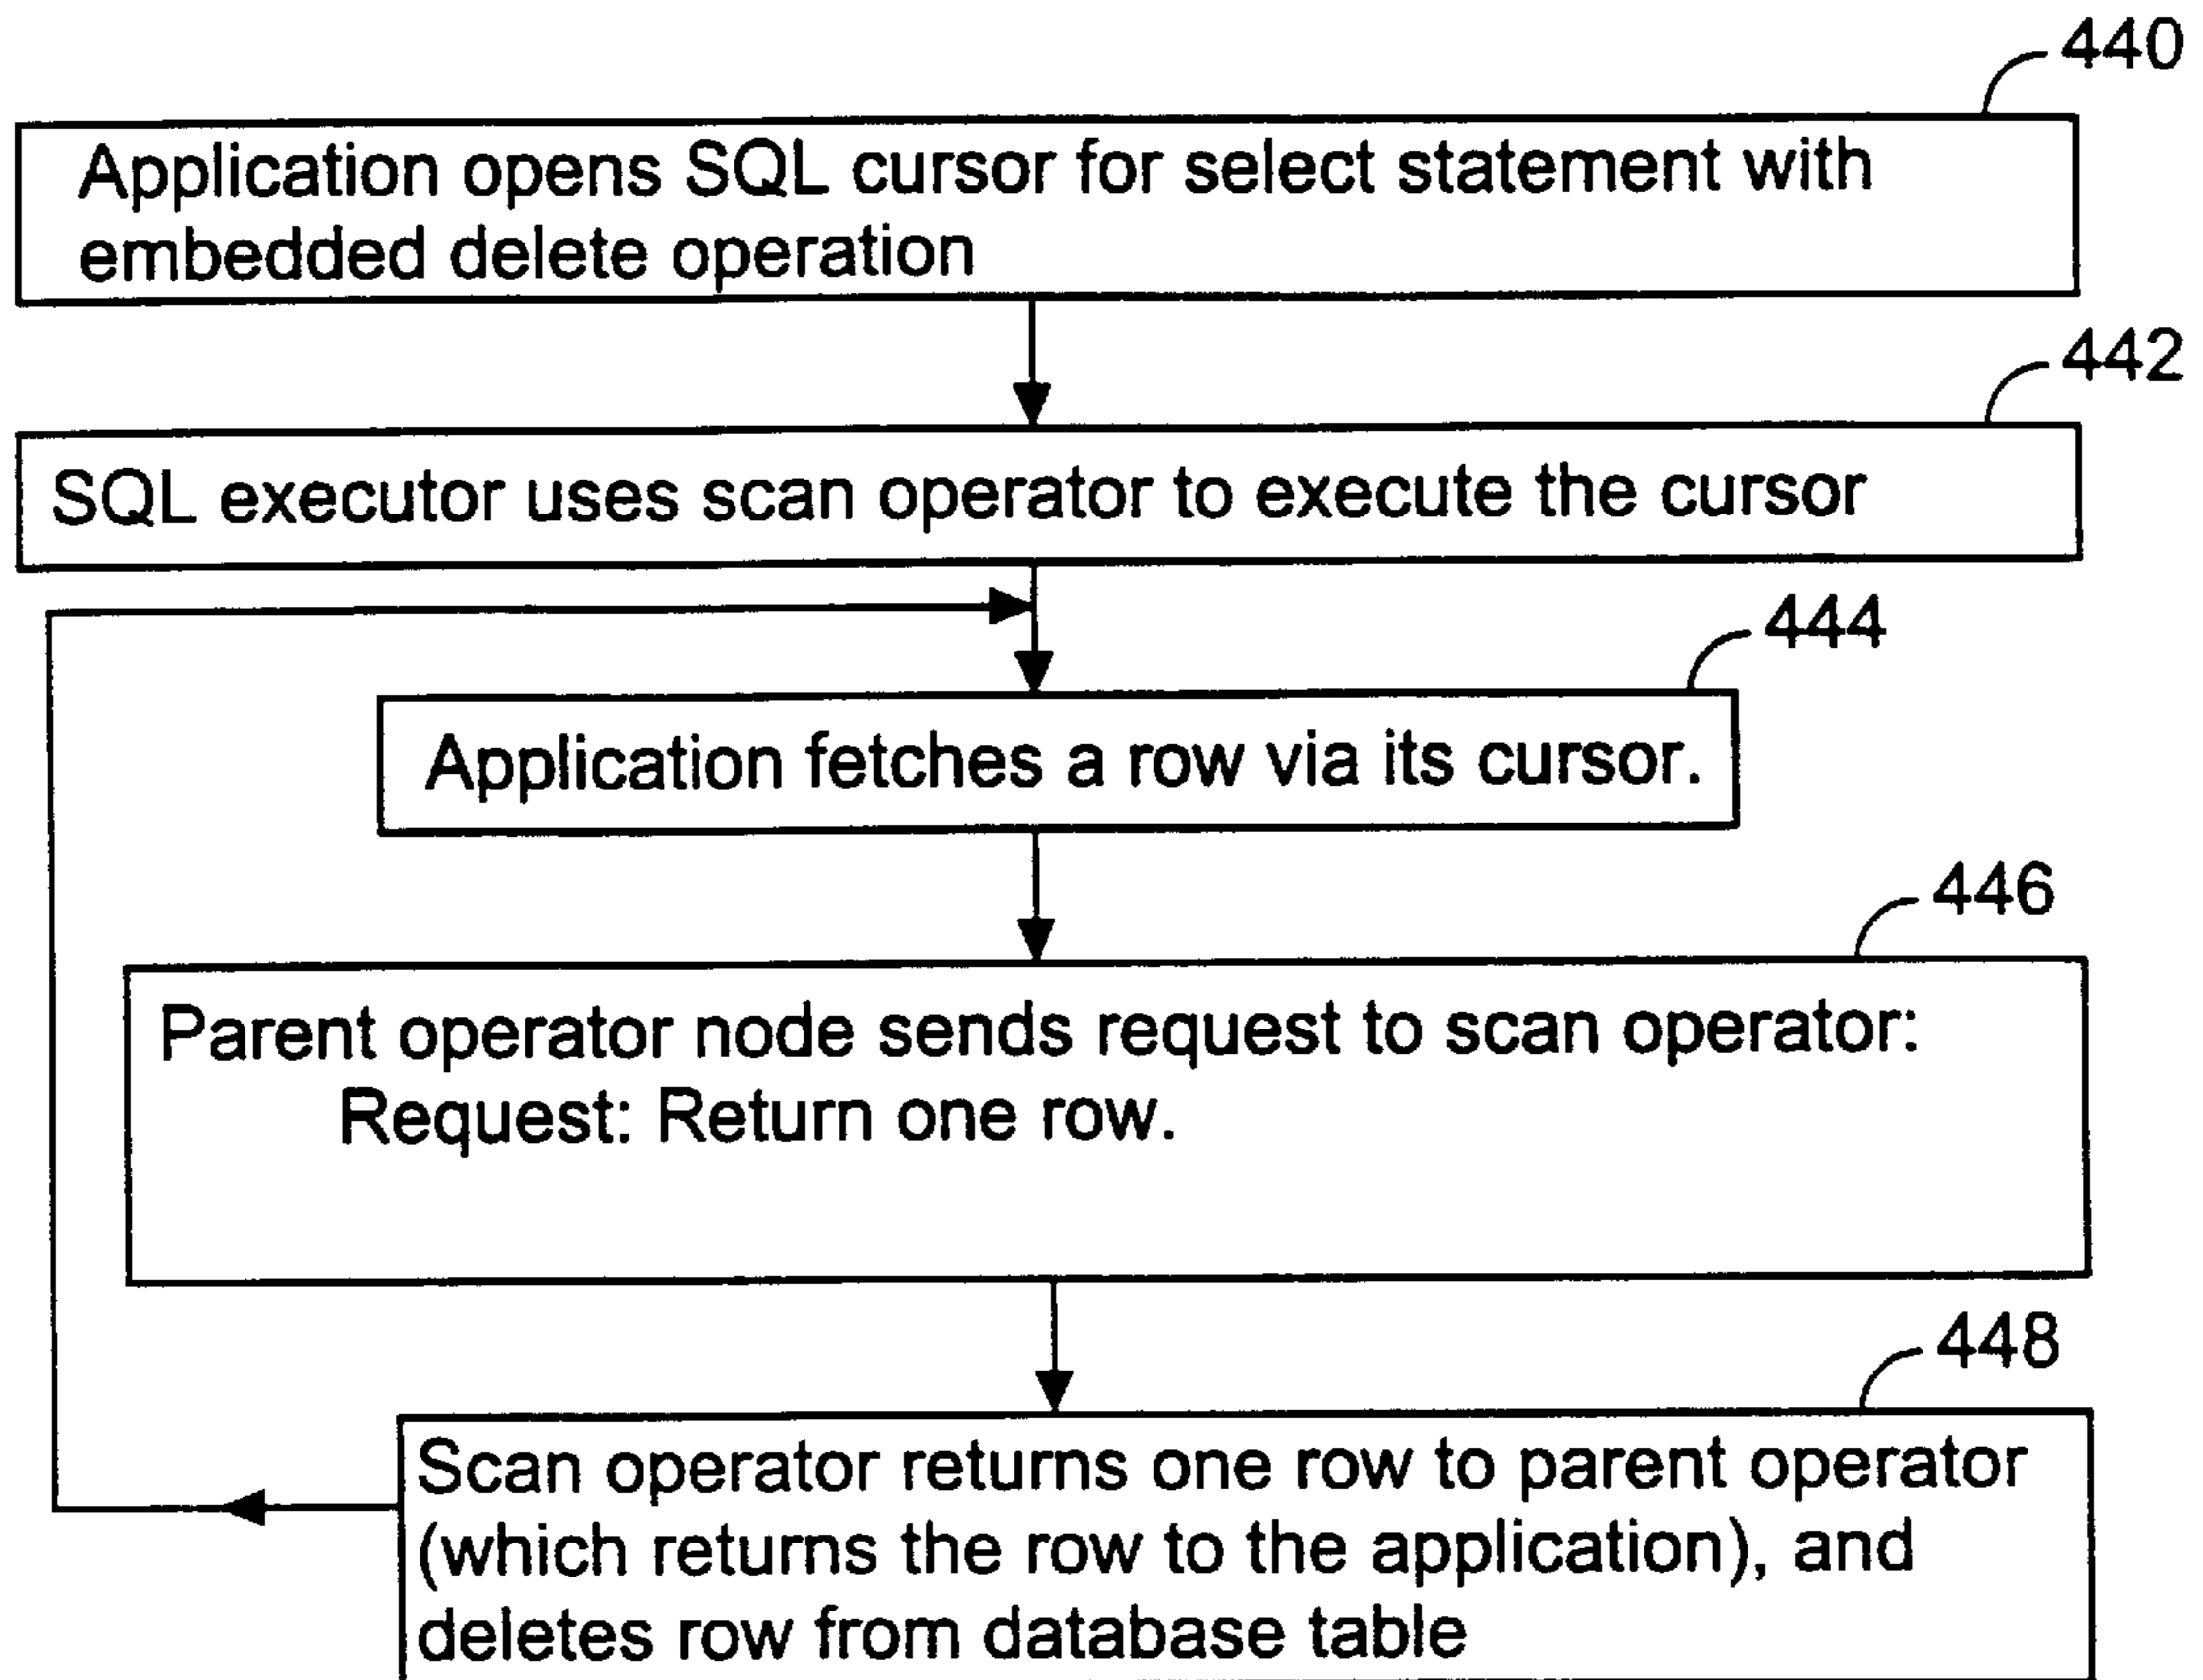 440
Application opens SQL cursor for select statement with
embedded delete operation
442
SQL executor uses scan operator to execute the cursor
444
Application fetches a row via its cursor.
446
Parent operator node sends request to scan operator:
Request: Return one row.
448
Scan operator returns one row to parent operator
(which returns the row to the application), and
deletes row from database table